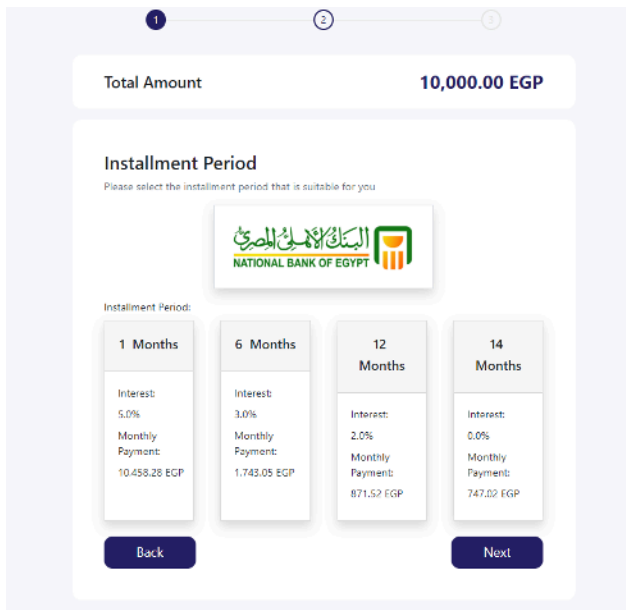 1 2 3
Total Amount 10,000.00 EGP
Installment Period
Please select the installment period that is suitable for you
البنك الأهلي المصري
NATIONAL BANK OF EGYPT
Installment Period:
1 Months
Interest:
5.0%
Monthly
Payment:
10.458.28 EGP
6 Months
Interest:
3.0%
Monthly
Payment:
1.743.05 EGP
12
Months
Interest:
2.0%
Monthly
Payment:
871.52 EGP
14
Months
Interest:
0.0%
Monthly
Payment:
747.02 EGP
Back Next